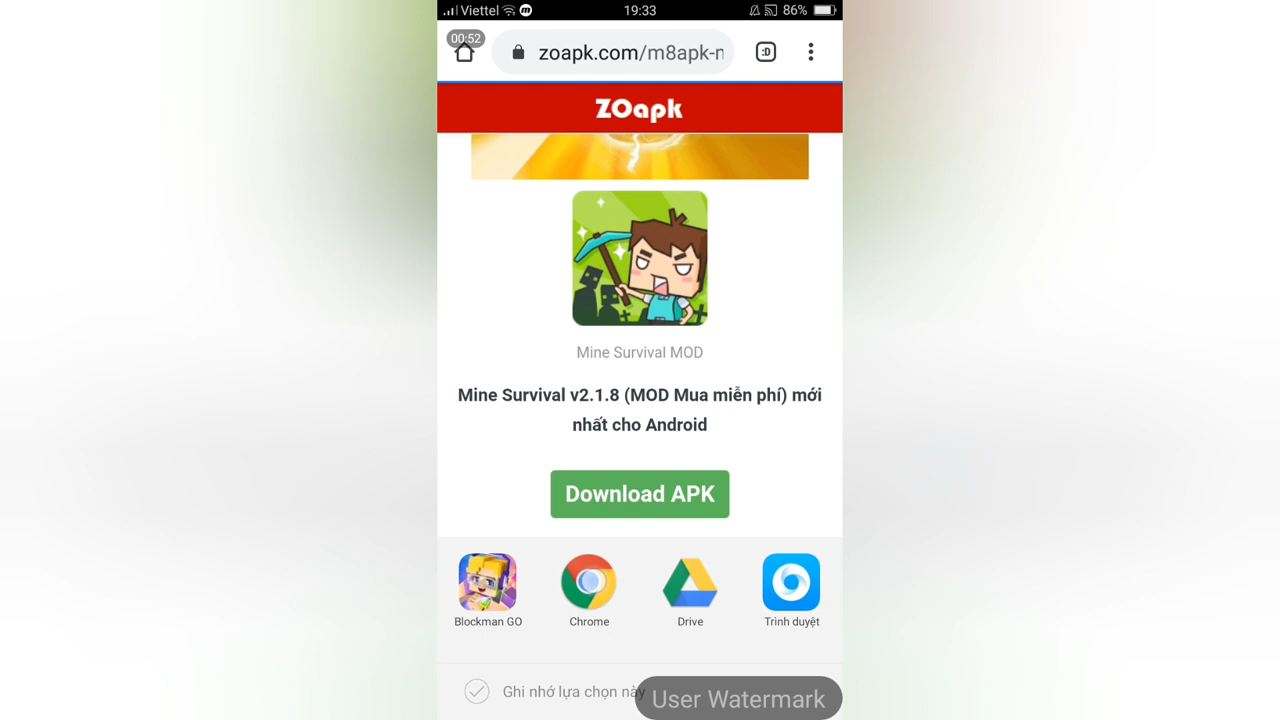 Viettel 19:33 86%
00:52
zoapk.com/m8apk-n
:D
ZOapk
Mine Survival MOD
Mine Survival v2.1.8 (MOD Mua miễn phí) mới
nhất cho Android
Download APK
Blockman GO Chrome Drive Trình duyệt
Ghi nhớ lựa chọn này
User Watermark